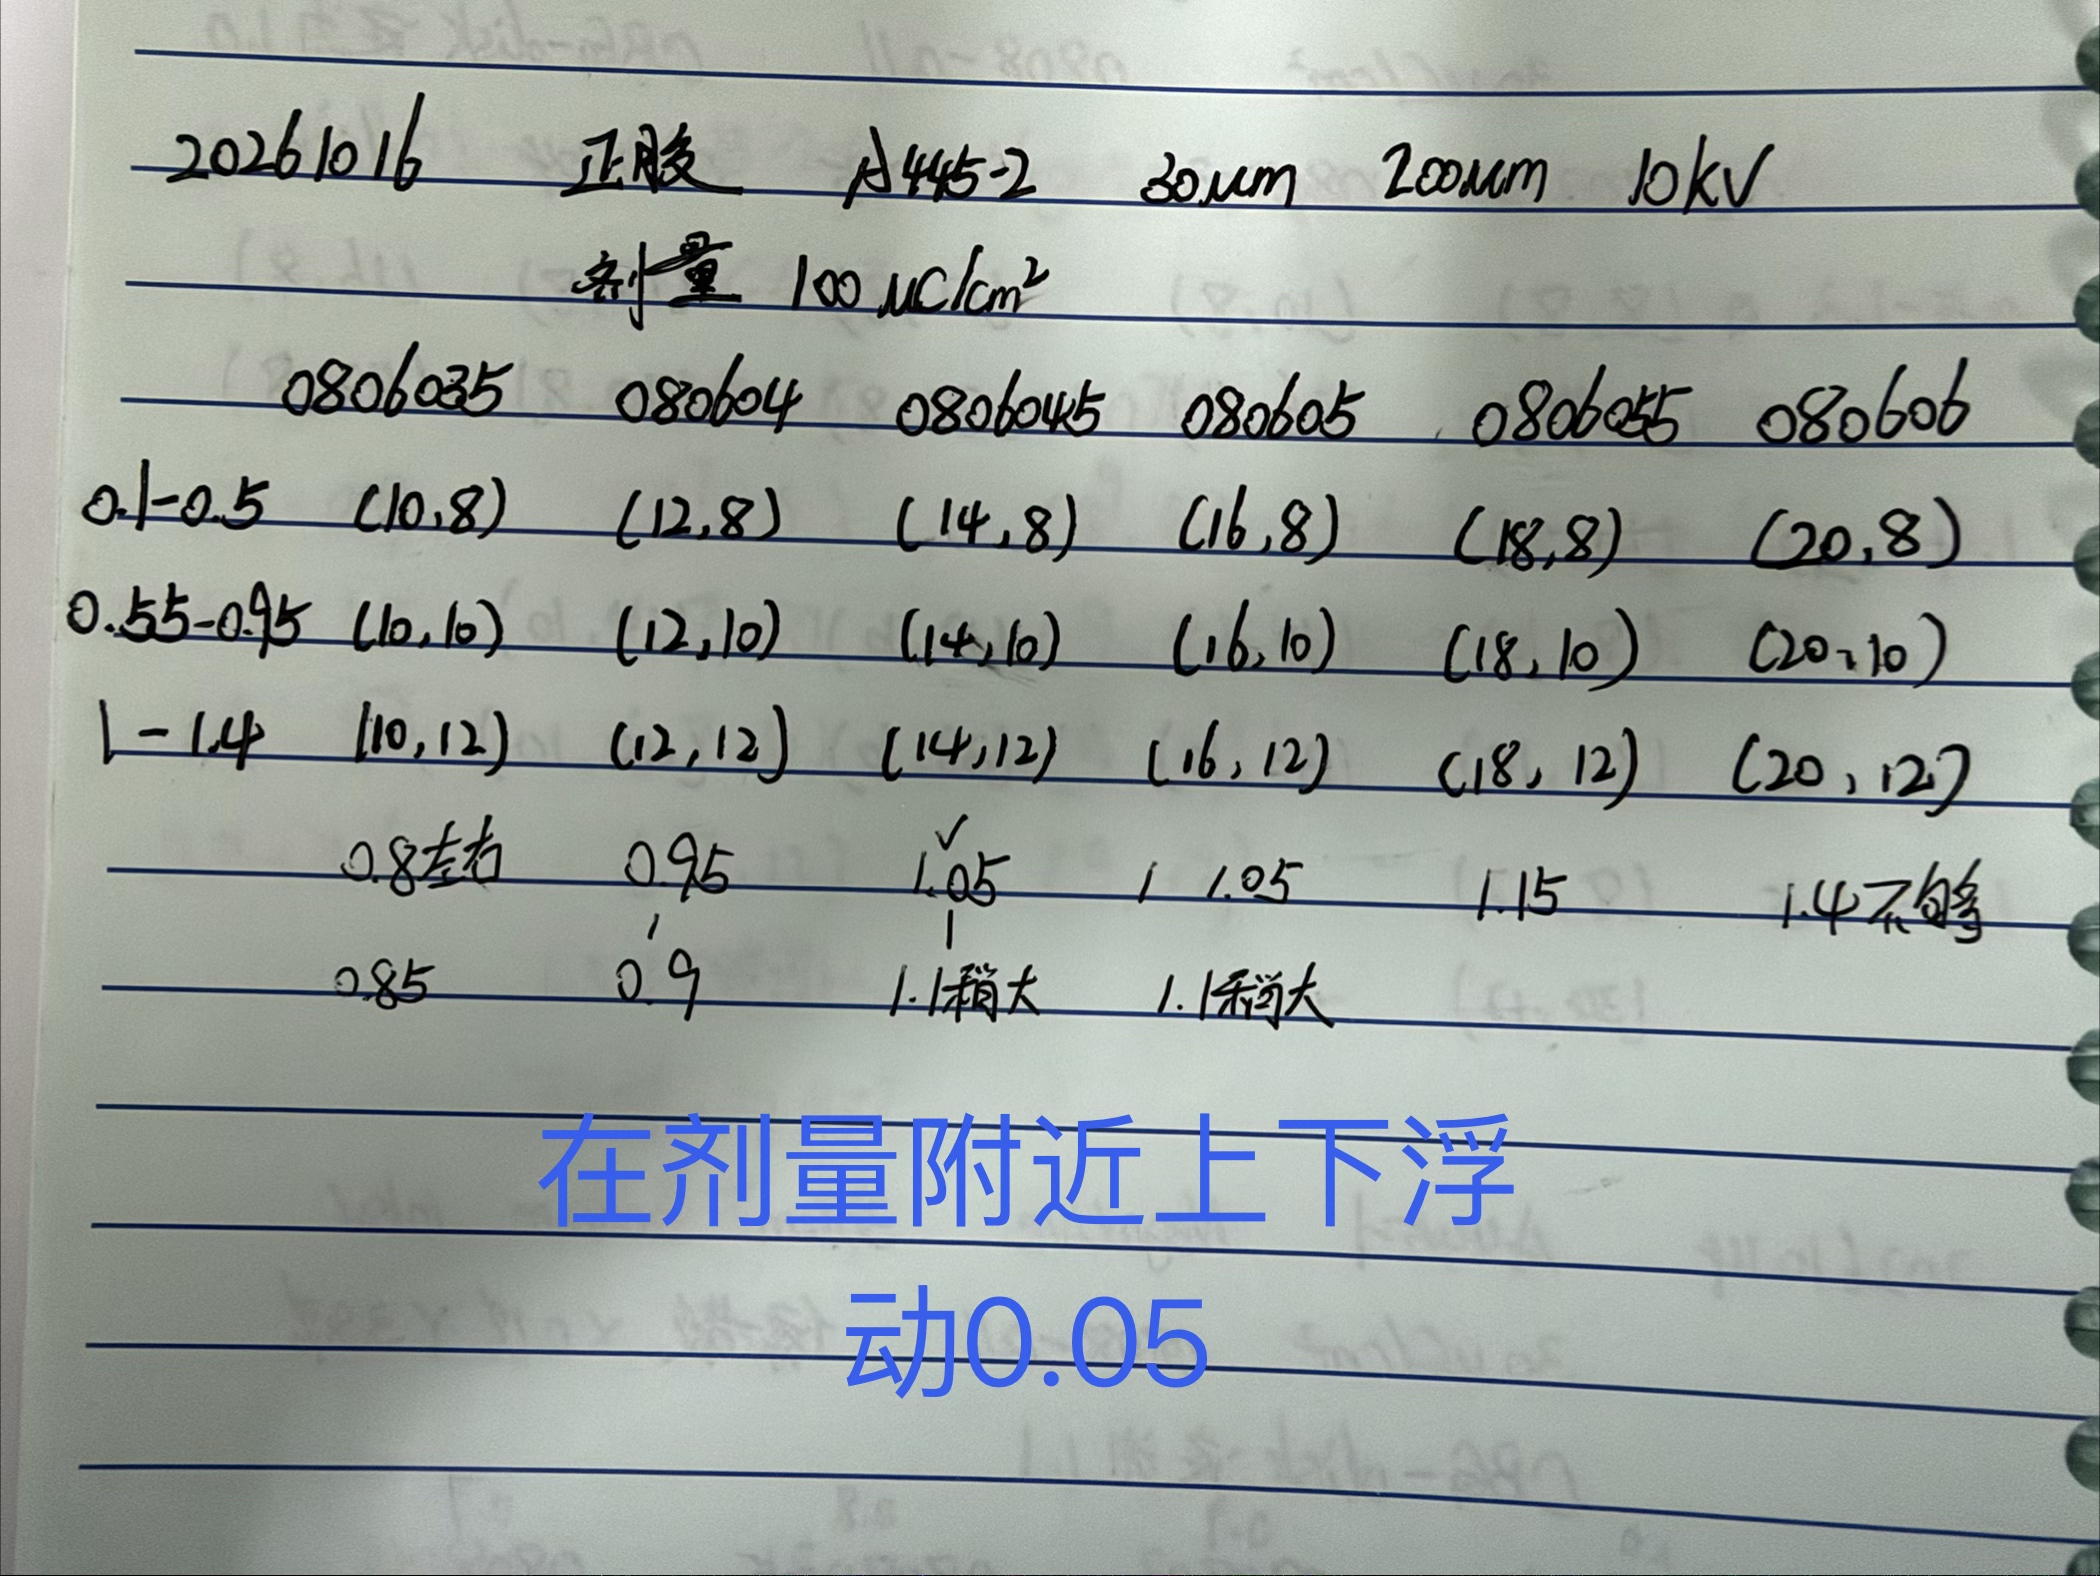 20261016 正胶 A445-2 30μm 200μm 10kV
剂量 100μC/cm²
0806035 080604 0806045 080605 0806055 080606
0.1-0.5 (10,8) (12,8) (14,8) (16,8) (18,8) (20,8)
0.55-0.95 (10,10) (12,10) (14,10) (16,10) (18,10) (20,10)
1-1.4 (10,12) (12,12) (14,12) (16,12) (18,12) (20,12)
✓
0.8左右 0.95 1.05 1 1.05 1.15 1.4不够
0.85 0.9 1.1稍大 1.1稍大
在剂量附近上下浮
动0.05